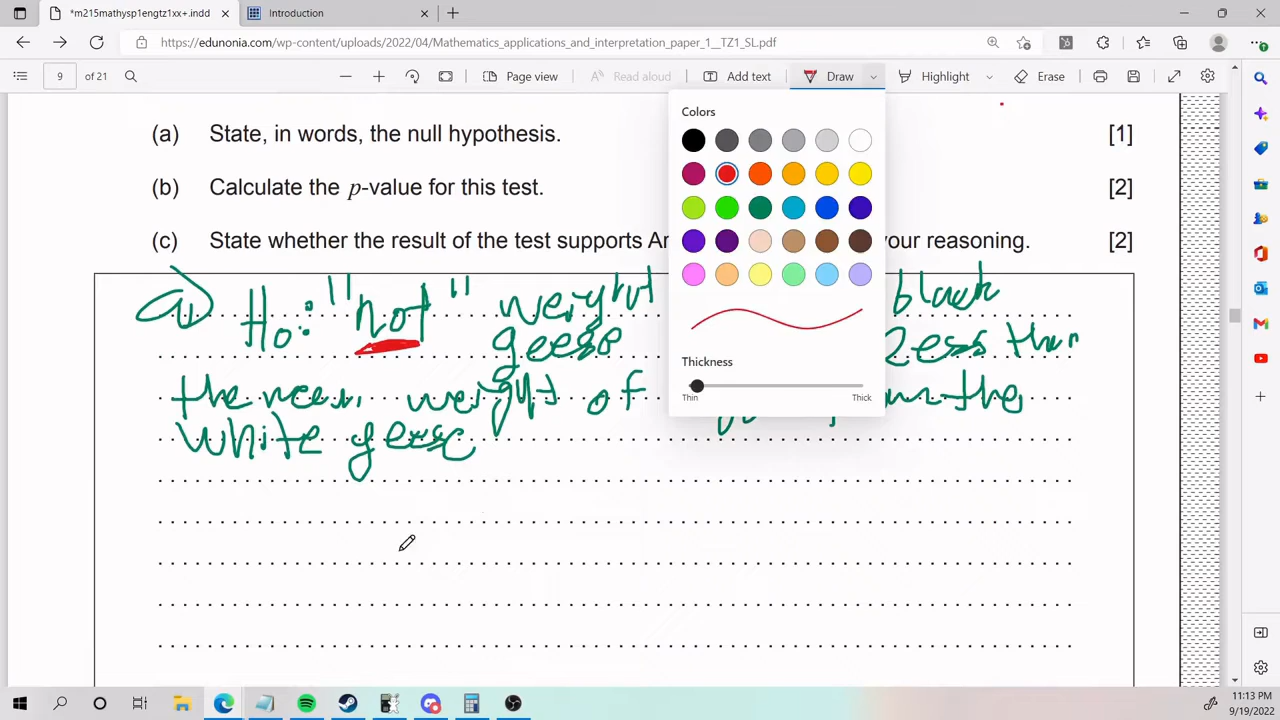 *m215mathysp1engtz1xx+.indd
Introduction
https://edunonia.com/wp-content/uploads/2022/04/Mathematics_applications_and_interpretation_paper_1__TZ1_SL.pdf
9 of 21
Page view
Read aloud
Add text
Draw
Highlight
Erase
Colors
Thickness
Thin
Thick
(a) State, in words, the null hypothesis. [1]
(b) Calculate the p-value for this test. [2]
(c) State whether the result of the test supports your reasoning. [2]
a) Ho: "not" weight black
geese less than
the weight of the
white geese
11:13 PM
9/19/2022